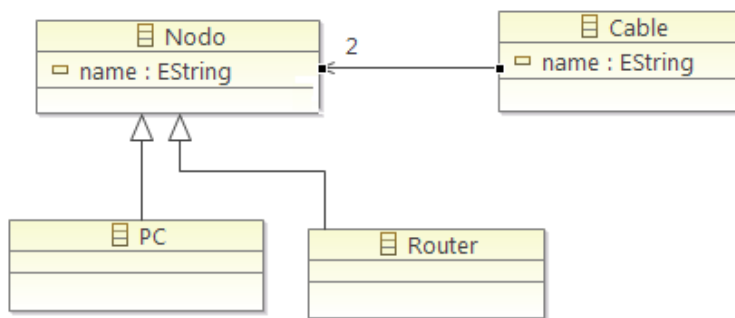 Nodo
name : EString
2
Cable
name : EString
PC
Router